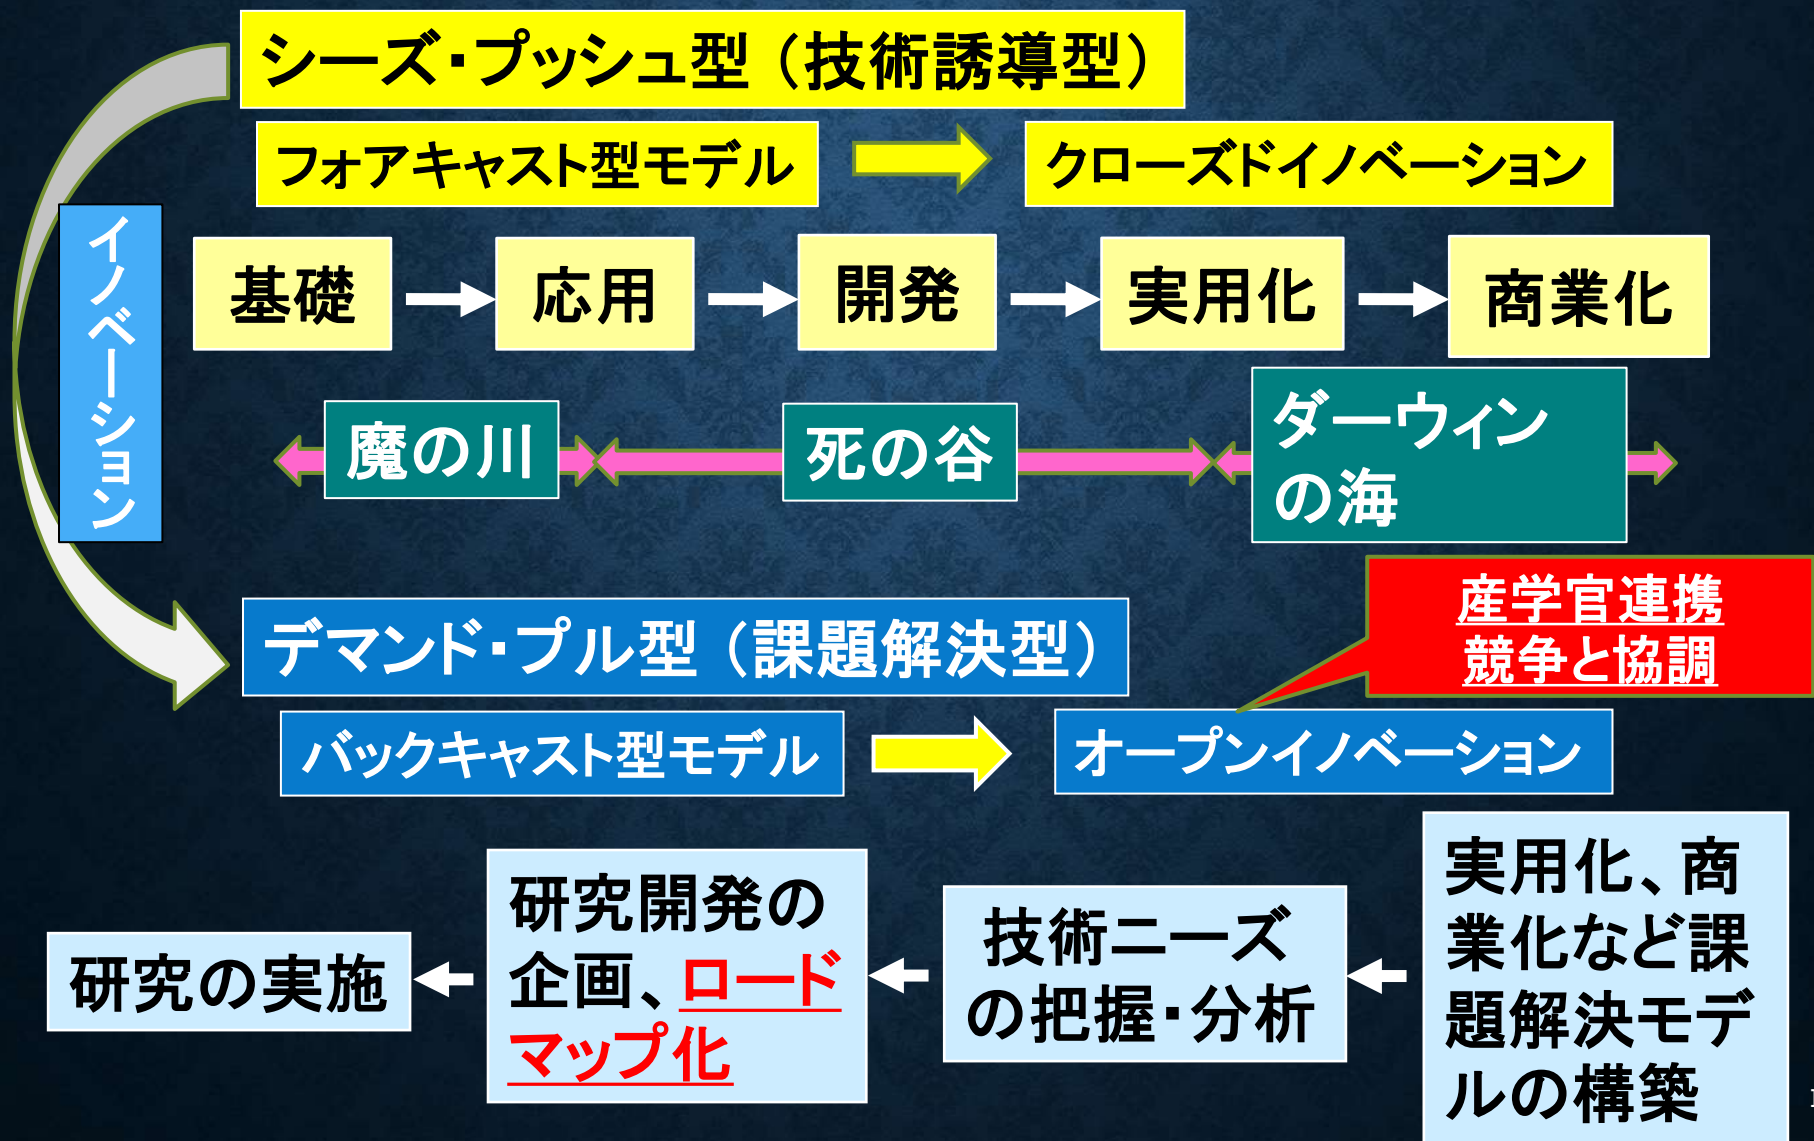 シーズ・プッシュ型（技術誘導型）
フォアキャスト型モデル
クローズドイノベーション
イノベーション
基礎
応用
開発
実用化
商業化
魔の川
死の谷
ダーウィン
の海
産学官連携
競争と協調
デマンド・プル型（課題解決型）
バックキャスト型モデル
オープンイノベーション
研究の実施
研究開発の
企画、ロード
マップ化
技術ニーズ
の把握・分析
実用化、商
業化など課
題解決モデ
ルの構築